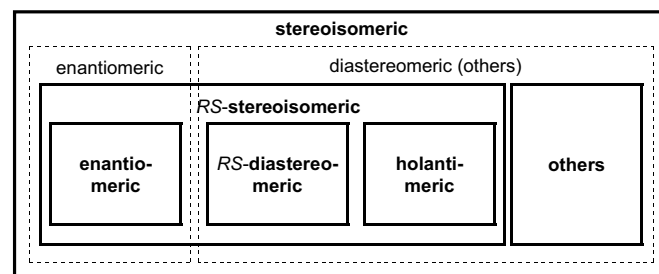 stereoisomeric
enantiomeric
diastereomeric (others)
RS-stereoisomeric
enantio-
meric
RS-diastereo-
meric
holanti-
meric
others